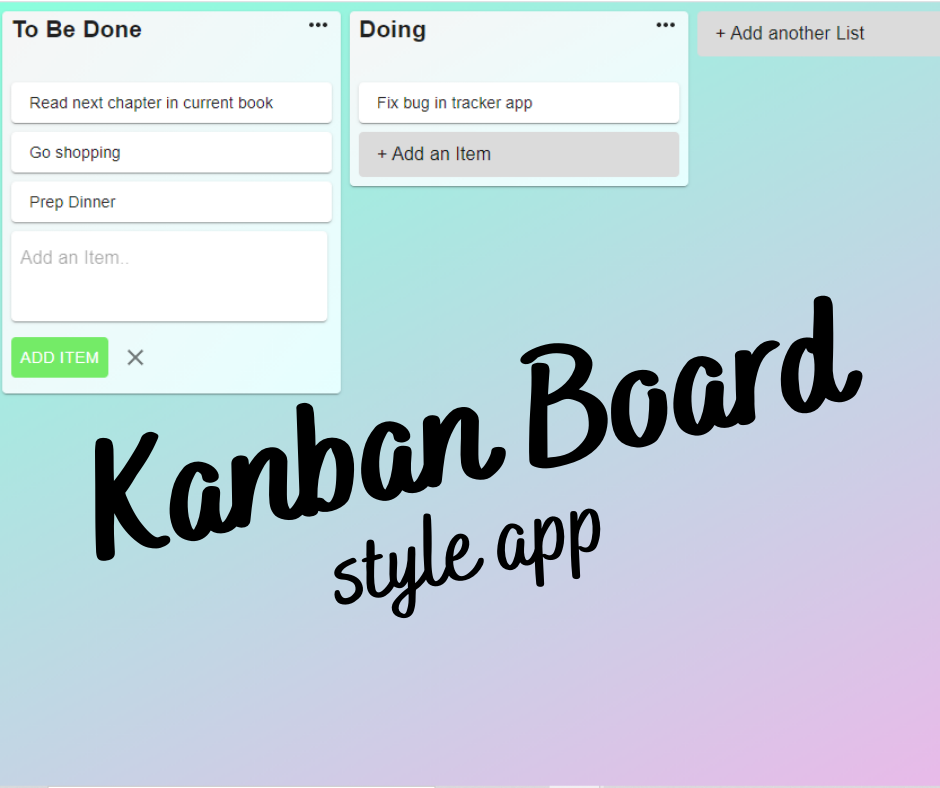 To Be Done
•••
Read next chapter in current book
Go shopping
Prep Dinner
Add an Item..
ADD ITEM
Doing
•••
Fix bug in tracker app
+ Add an Item
+ Add another List
Kanban Board
style app